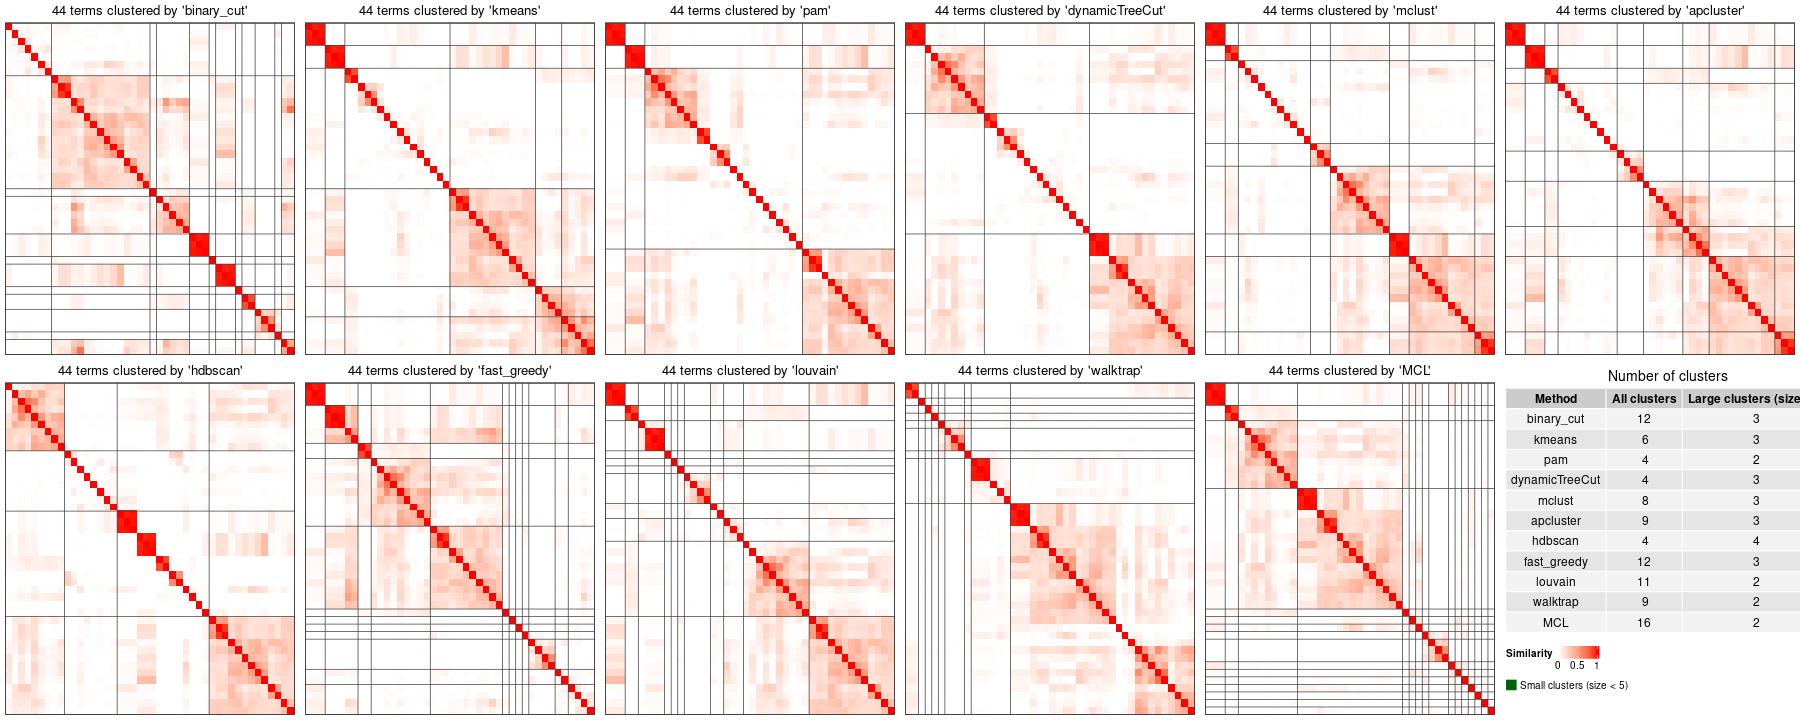 44 terms clustered by 'binary_cut'
44 terms clustered by 'kmeans'
44 terms clustered by 'pam'
44 terms clustered by 'dynamicTreeCut'
44 terms clustered by 'mclust'
44 terms clustered by 'apcluster'
44 terms clustered by 'hdbscan'
44 terms clustered by 'fast_greedy'
44 terms clustered by 'louvain'
44 terms clustered by 'walktrap'
44 terms clustered by 'MCL'
Number of clusters
Method All clusters Large clusters (size
binary_cut 12 3
kmeans 6 3
pam 4 2
dynamicTreeCut 4 3
mclust 8 3
apcluster 9 3
hdbscan 4 4
fast_greedy 12 3
louvain 11 2
walktrap 9 2
MCL 16 2
Similarity
0 0.5 1
Small clusters (size < 5)